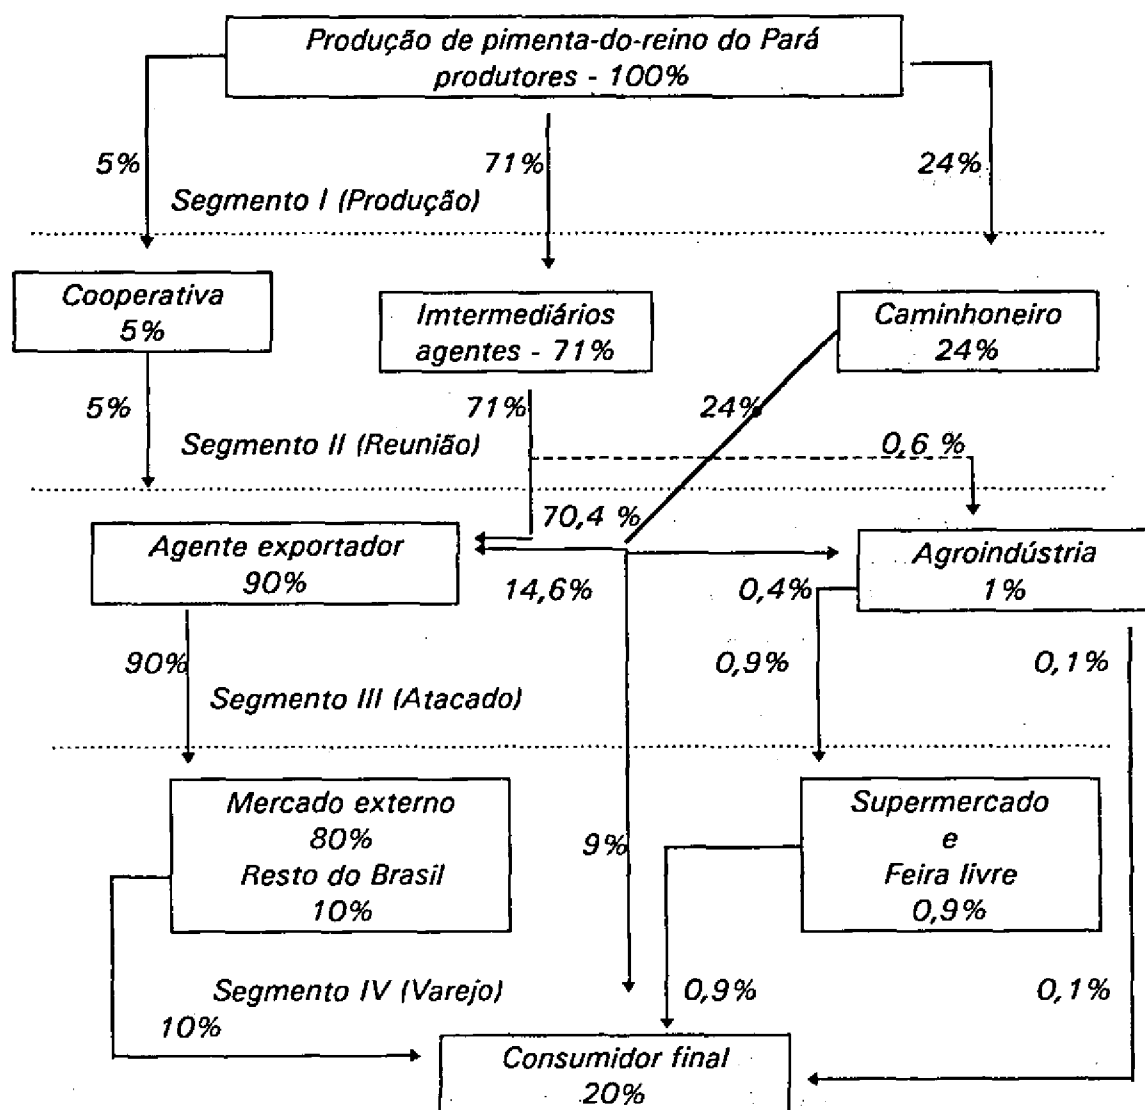 Produção de pimenta-do-reino do Pará
produtores - 100%
5%
71%
24%
Segmento I (Produção)
Cooperativa
5%
Imtermediários
agentes - 71%
Caminhoneiro
24%
5%
71%
24%
Segmento II (Reunião)
0,6 %
70,4 %
Agente exportador
90%
14,6%
0,4%
Agroindústria
1%
90%
0,9%
0,1%
Segmento III (Atacado)
Mercado externo
80%
Resto do Brasil
10%
9%
Supermercado
e
Feira livre
0,9%
Segmento IV (Varejo)
0,9%
0,1%
10%
Consumidor final
20%